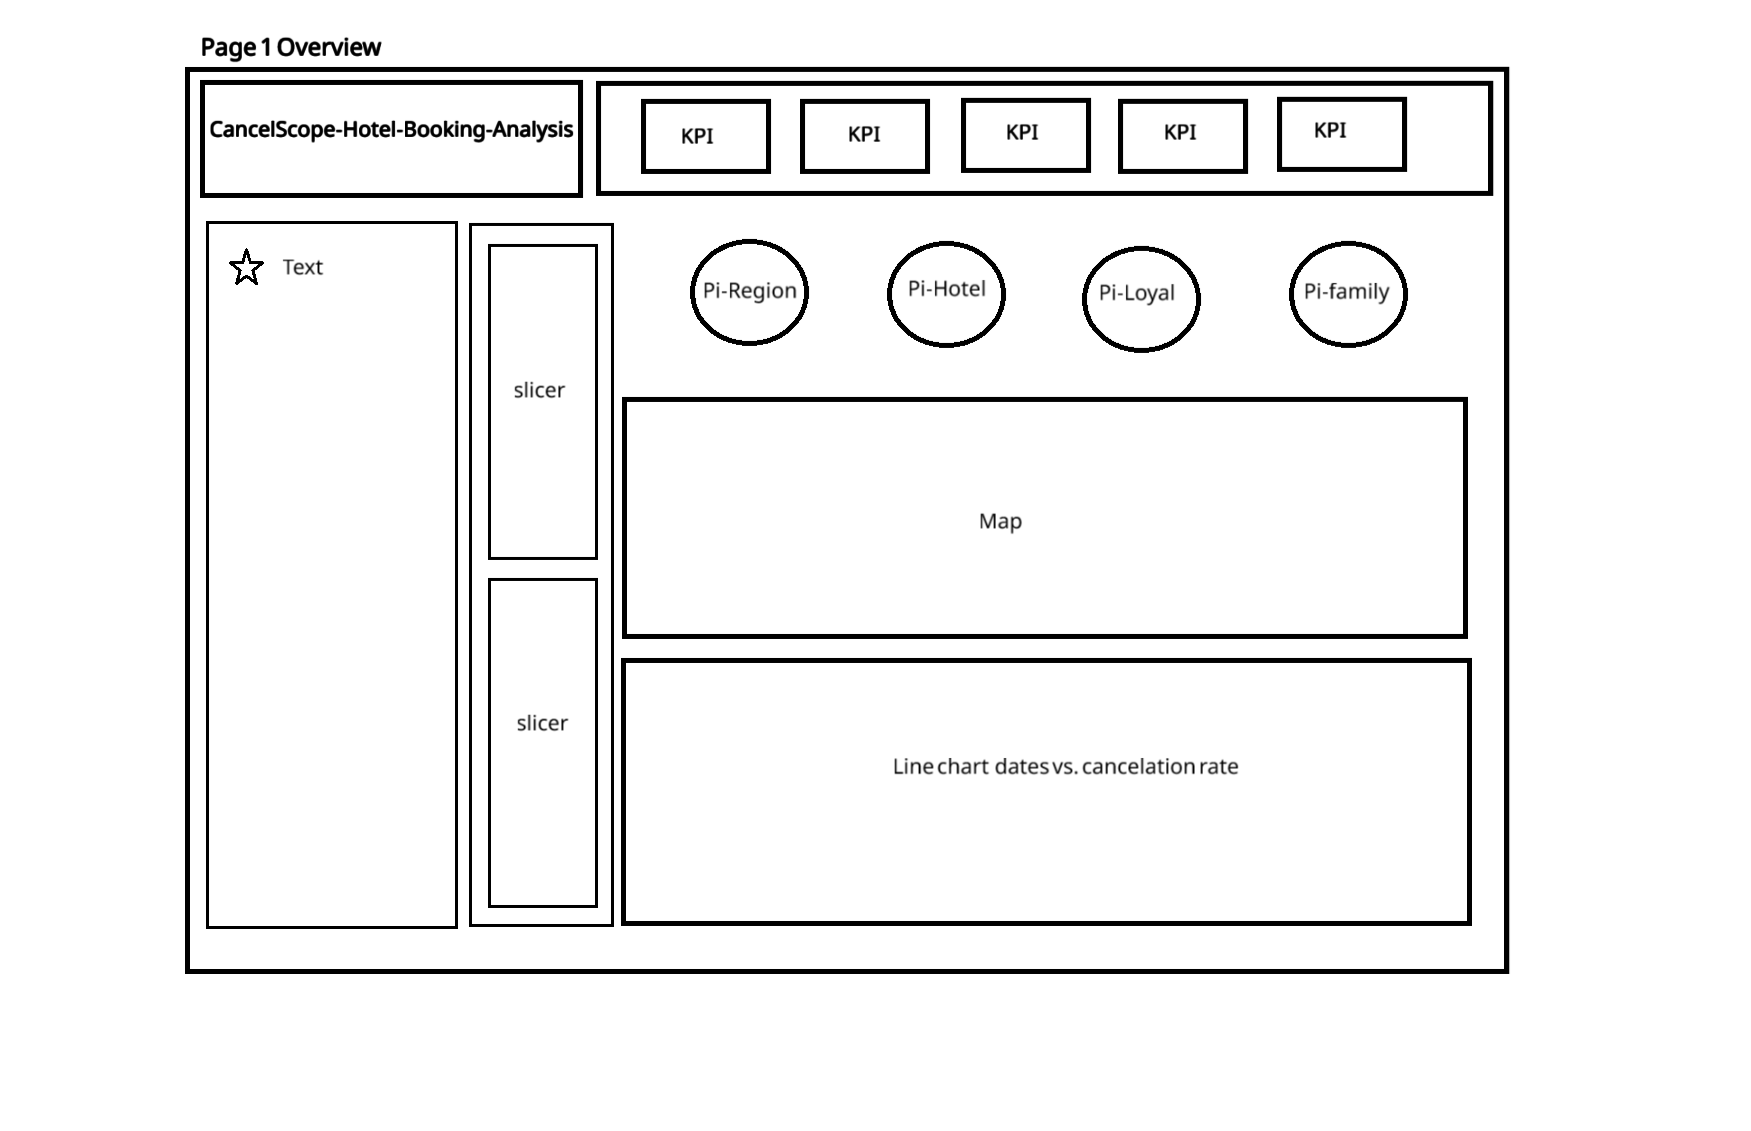 Page 1 Overview
CancelScope-Hotel-Booking-Analysis
KPI
KPI
KPI
KPI
KPI
Text
slicer
slicer
Pi-Region
Pi-Hotel
Pi-Loyal
Pi-family
Map
Line chart dates vs. cancelation rate